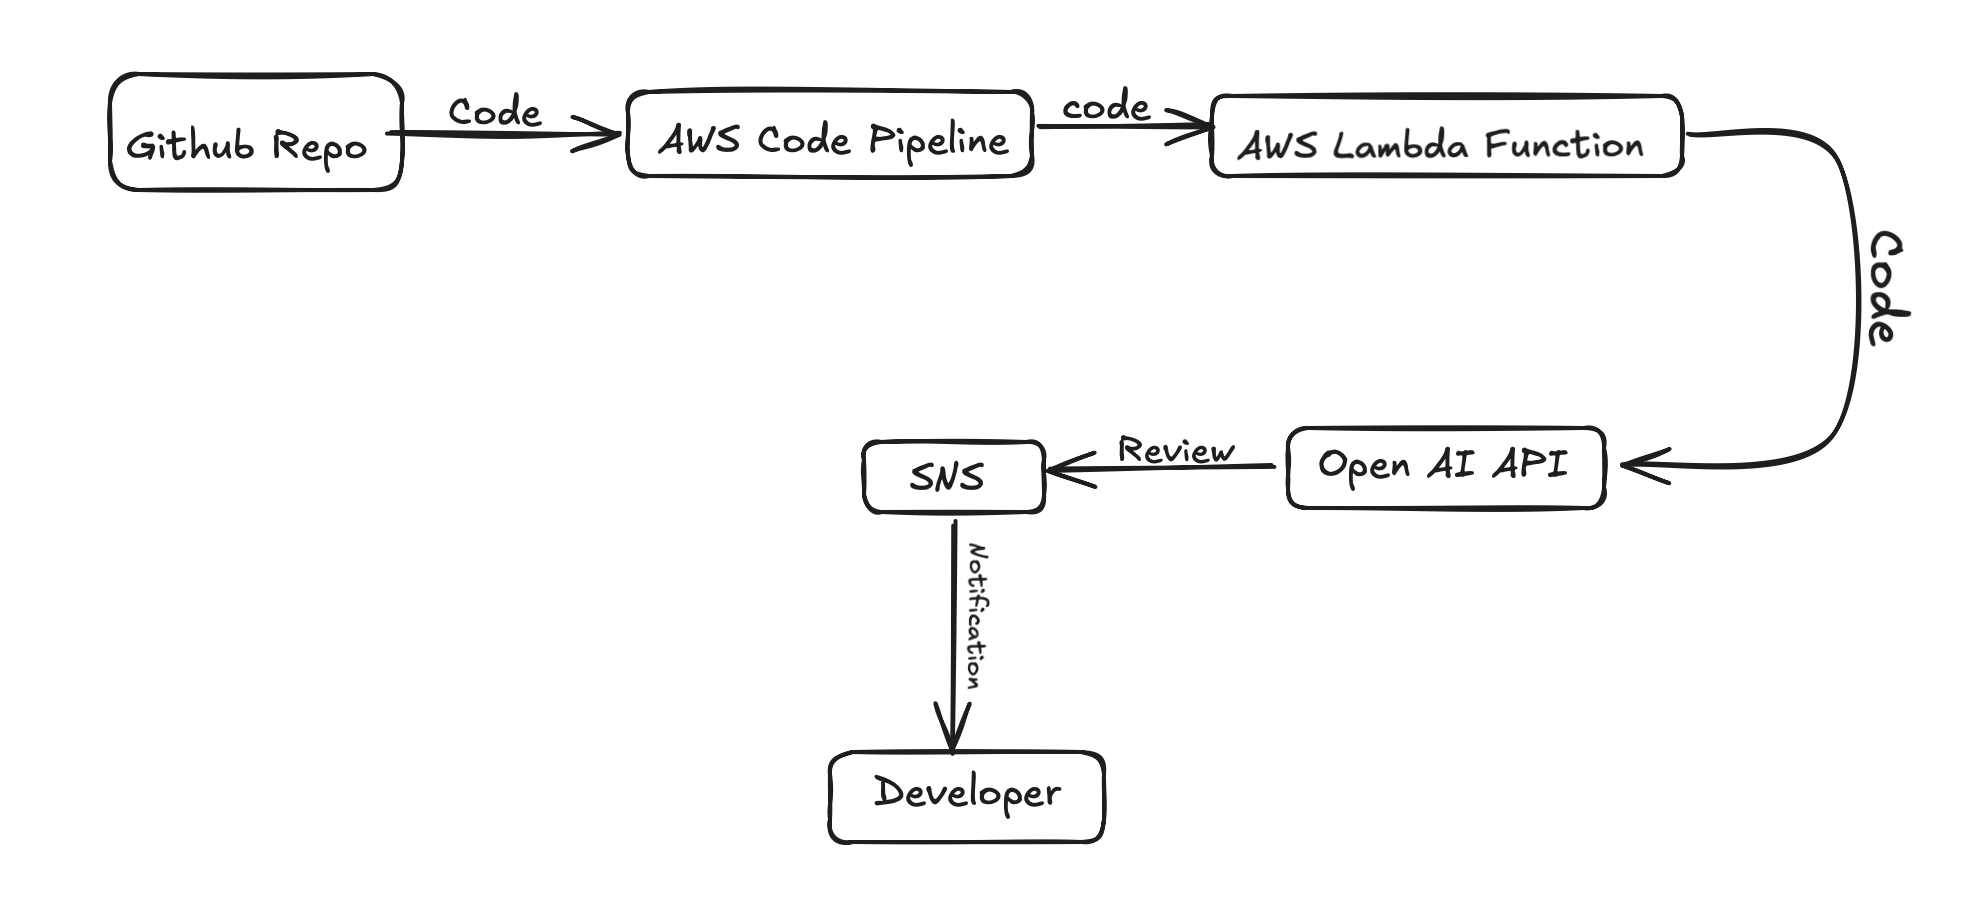 Github Repo
Code
AWS Code Pipeline
code
AWS Lambda Function
Code
Open AI API
Review
SNS
Notification
Developer